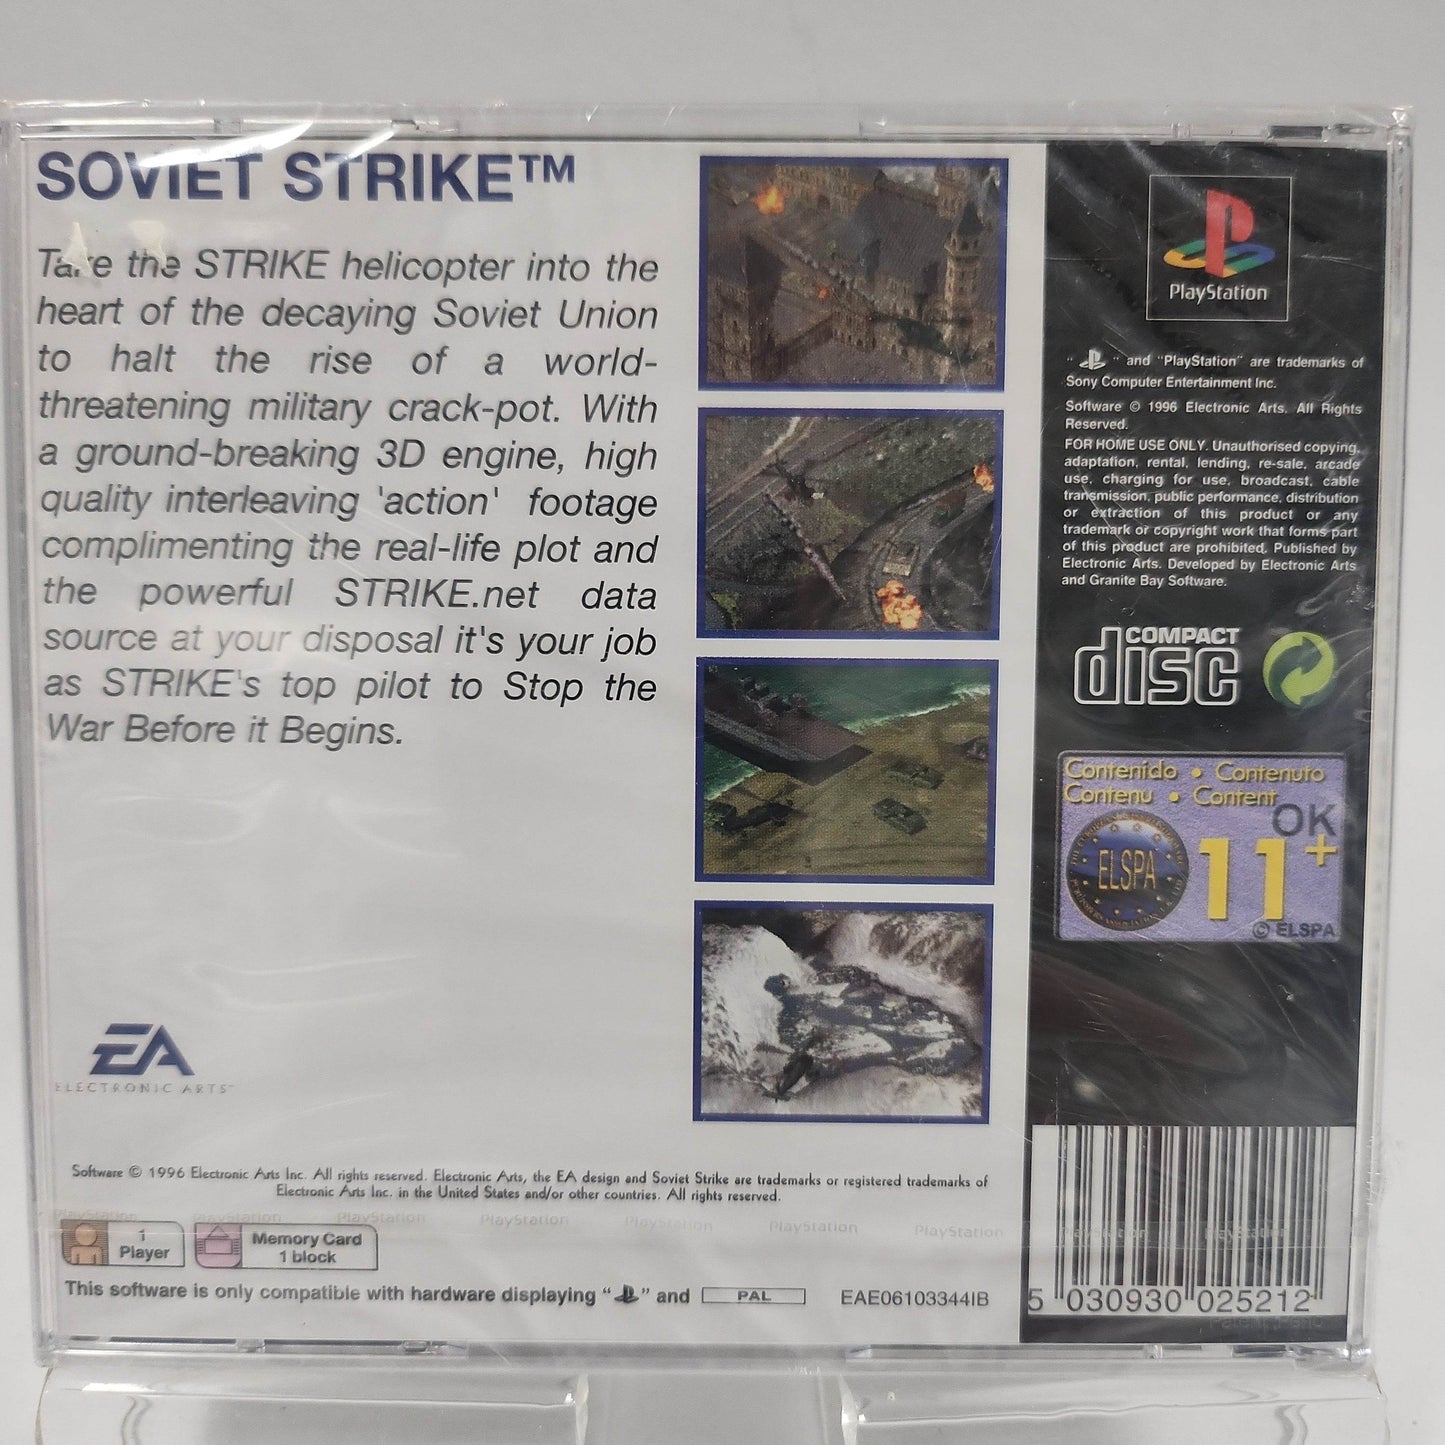 SOVIET STRIKE™
Take the STRIKE helicopter into the
heart of the decaying Soviet Union
to halt the rise of a world-
threatening military crack-pot. With
a ground-breaking 3D engine, high
quality interleaving 'action' footage
complimenting the real-life plot and
the powerful STRIKE.net data
source at your disposal it's your job
as STRIKE's top pilot to Stop the
War Before it Begins.
EA
ELECTRONIC ARTS™
Software © 1996 Electronic Arts Inc. All rights reserved. Electronic Arts, the EA design and Soviet Strike are trademarks or registered trademarks of
Electronic Arts Inc. in the United States and/or other countries. All rights reserved.
PlayStation PlayStation PlayStation PlayStation PlayStation PlayStation PlayStation PlayStation PlayStation
1
Player
Memory Card
1 block
This software is only compatible with hardware displaying " " and PAL
EAE06103344IB
PlayStation
" " and "PlayStation" are trademarks of
Sony Computer Entertainment Inc.
Software © 1996 Electronic Arts. All Rights
Reserved.
FOR HOME USE ONLY. Unauthorised copying,
adaptation, rental, lending, re-sale, arcade
use, charging for use, broadcast, cable
transmission, public performance, distribution
or extraction of this product or any
trademark or copyright work that forms part
of this product are prohibited. Published by
Electronic Arts. Developed by Electronic Arts
and Granite Bay Software.
COMPACT
disc
Contenido • Contenuto
Contenu • Content
OK
ELSPA
11+
© ELSPA
5 030930 025212